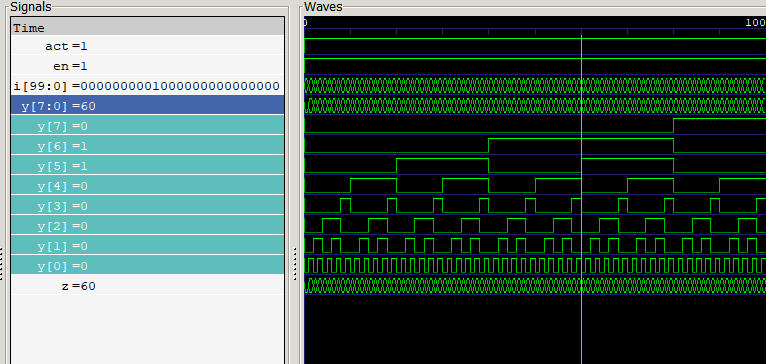 Signals
Waves
Time
act =1
en =1
i[99:0] =0000000001000000000000000
y[7:0] =60
y[7] =0
y[6] =1
y[5] =1
y[4] =0
y[3] =0
y[2] =0
y[1] =0
y[0] =0
z =60
0
100